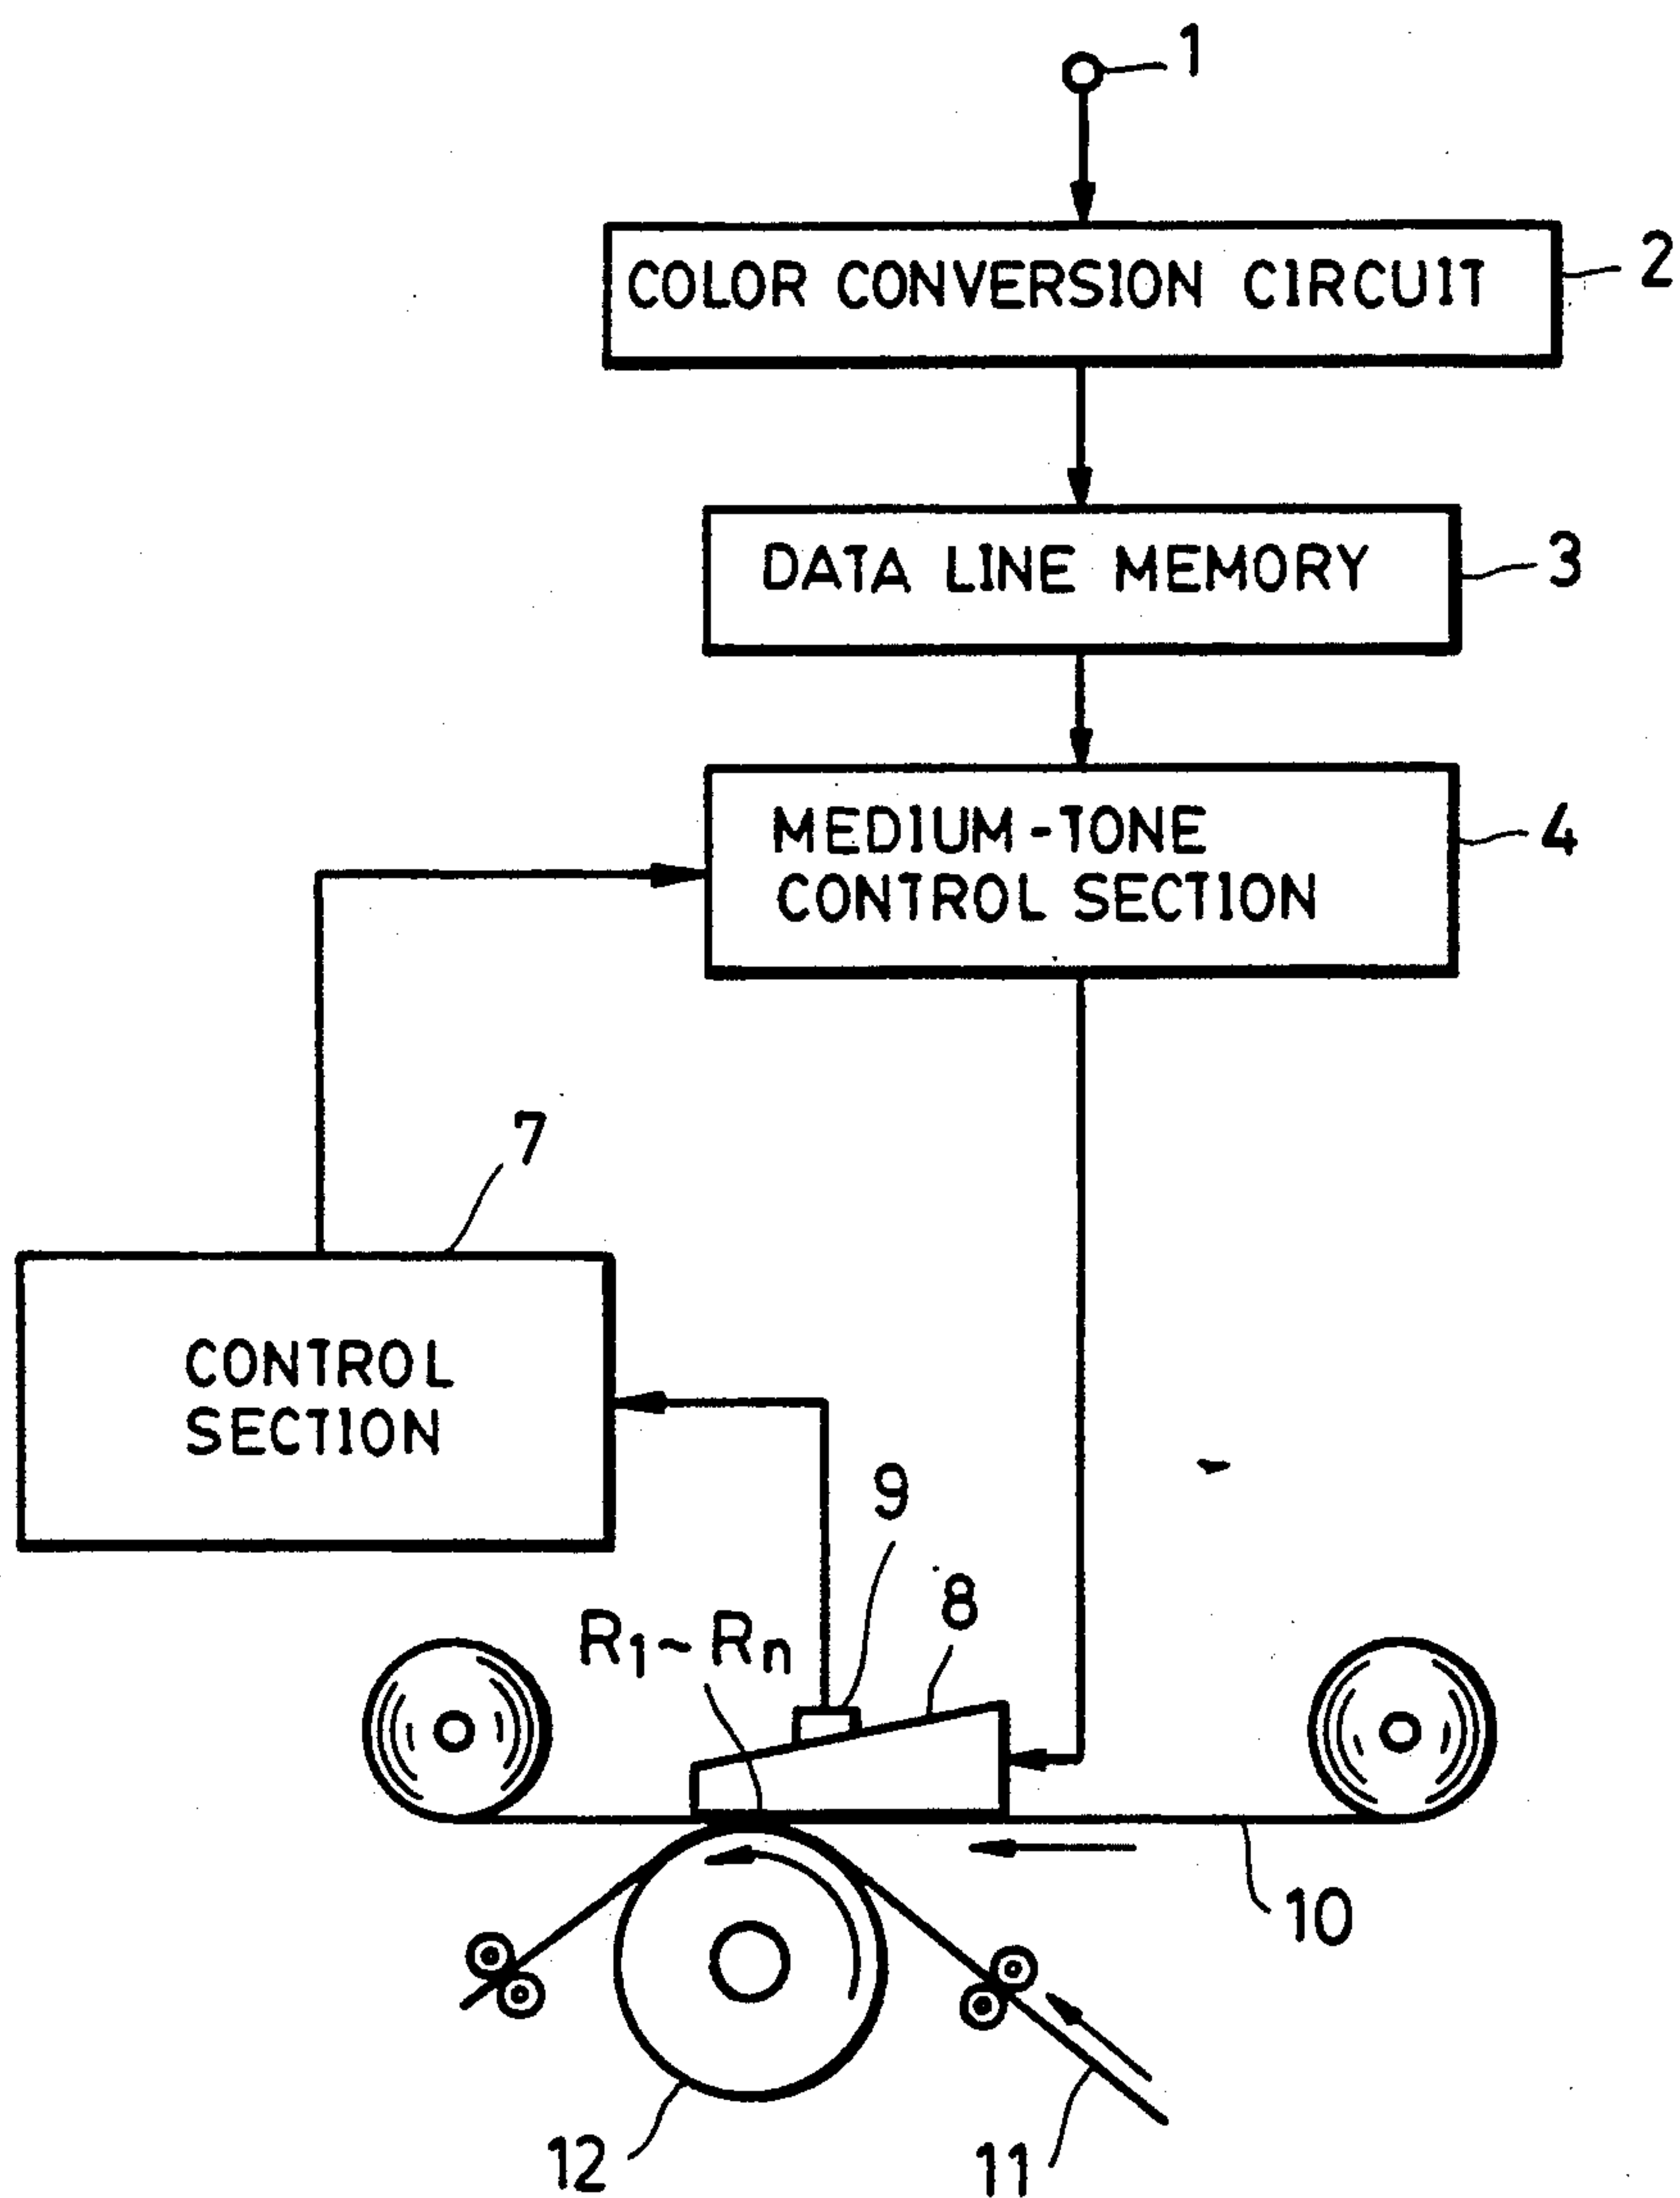 1
COLOR CONVERSION CIRCUIT
2
DATA LINE MEMORY
3
MEDIUM-TONE
CONTROL SECTION
4
7
CONTROL
SECTION
9
8
R1~Rn
10
12
11